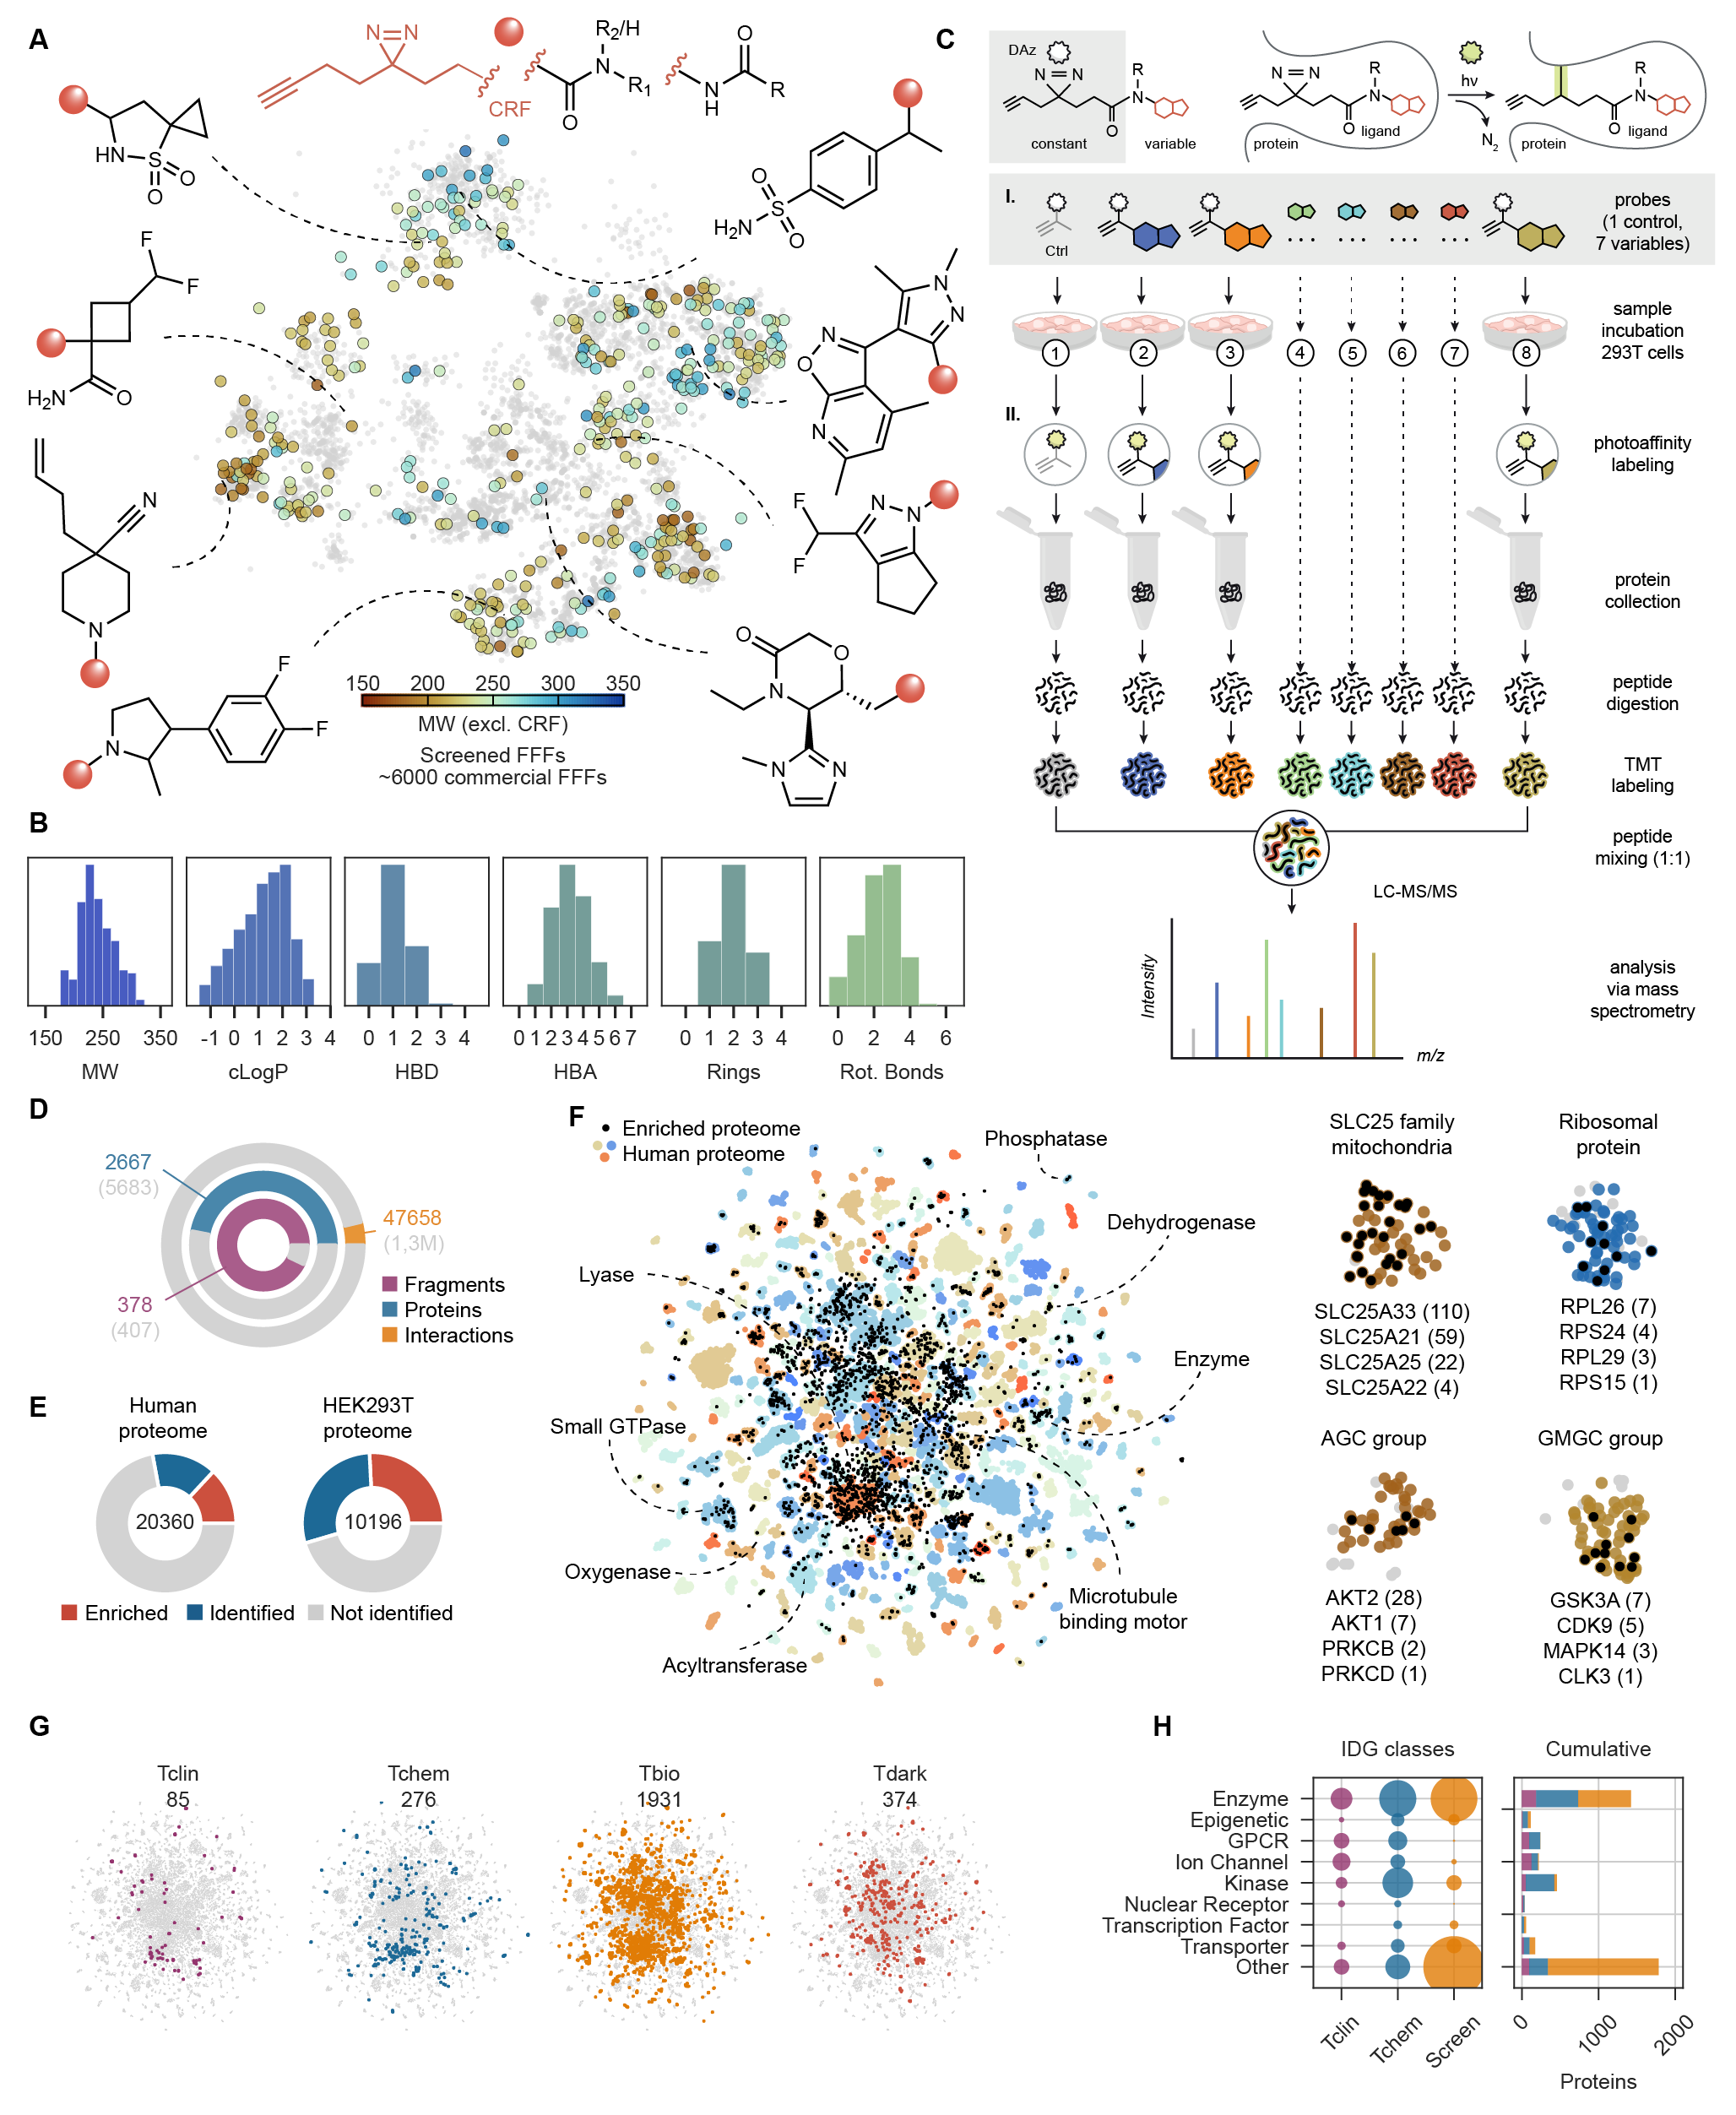 A
N=N
R₂/H
N
R₁
O
CRF
N
H
O
R
HN
S
O
O
O
S
O
H₂N
F
F
H₂N
O
N
N
F
F
N
N
N
O
N
N
F
F
N
N
O
O
N
N
N
150 200 250 300 350
MW (excl. CRF)
Screened FFFs
~6000 commercial FFFs
B
150 250 350
MW
-1 0 1 2 3 4
cLogP
0 1 2 3 4
HBD
0 1 2 3 4 5 6 7
HBA
0 1 2 3 4
Rings
0 2 4 6
Rot. Bonds
C
DAz
N=N
R
N
O
constant
variable
N=N
R
N
O
ligand
protein
hν
N₂
R
N
O
ligand
protein
I.
Ctrl
probes
(1 control,
7 variables)
sample
incubation
293T cells
1 2 3 4 5 6 7 8
II.
photoaffinity
labeling
protein
collection
peptide
digestion
TMT
labeling
peptide
mixing (1:1)
LC-MS/MS
Intensity
m/z
analysis
via mass
spectrometry
D
2667
(5683)
47658
(1,3M)
378
(407)
Fragments
Proteins
Interactions
E
Human
proteome
20360
HEK293T
proteome
10196
Enriched
Identified
Not identified
F
Enriched proteome
Human proteome
Phosphatase
Dehydrogenase
Lyase
Enzyme
Small GTPase
Oxygenase
Microtubule
binding motor
Acyltransferase
SLC25 family
mitochondria
SLC25A33 (110)
SLC25A21 (59)
SLC25A25 (22)
SLC25A22 (4)
Ribosomal
protein
RPL26 (7)
RPS24 (4)
RPL29 (3)
RPS15 (1)
AGC group
AKT2 (28)
AKT1 (7)
PRKCB (2)
PRKCD (1)
GMGC group
GSK3A (7)
CDK9 (5)
MAPK14 (3)
CLK3 (1)
G
Tclin
85
Tchem
276
Tbio
1931
Tdark
374
H
IDG classes
Cumulative
Enzyme
Epigenetic
GPCR
Ion Channel
Kinase
Nuclear Receptor
Transcription Factor
Transporter
Other
Tclin
Tchem
Screen
0
1000
2000
Proteins